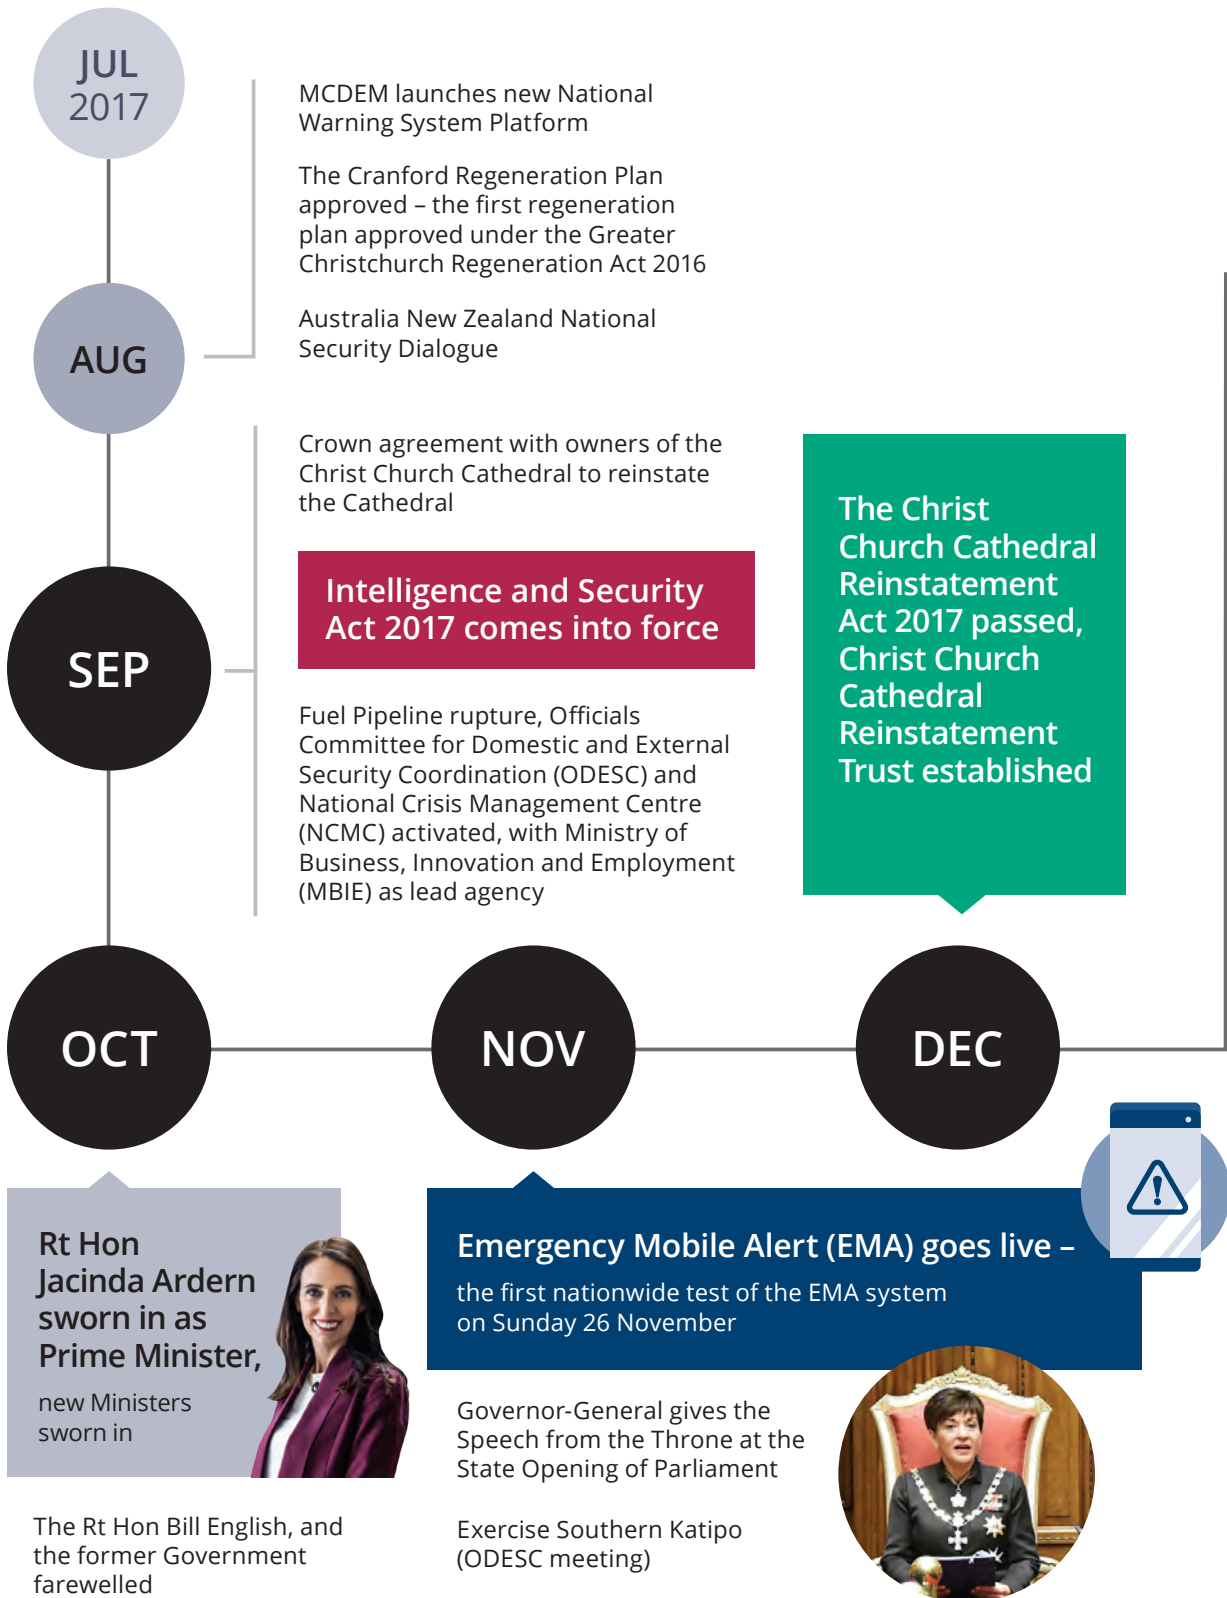 JUL
2017
MCDEM launches new National
Warning System Platform
The Cranford Regeneration Plan
approved – the first regeneration
plan approved under the Greater
Christchurch Regeneration Act 2016
Australia New Zealand National
Security Dialogue
AUG
Crown agreement with owners of the
Christ Church Cathedral to reinstate
the Cathedral
Intelligence and Security
Act 2017 comes into force
Fuel Pipeline rupture, Officials
Committee for Domestic and External
Security Coordination (ODESC) and
National Crisis Management Centre
(NCMC) activated, with Ministry of
Business, Innovation and Employment
(MBIE) as lead agency
SEP
The Christ
Church Cathedral
Reinstatement
Act 2017 passed,
Christ Church
Cathedral
Reinstatement
Trust established
OCT
NOV
DEC
Rt Hon
Jacinda Ardern
sworn in as
Prime Minister,
new Ministers
sworn in
The Rt Hon Bill English, and
the former Government
farewelled
Emergency Mobile Alert (EMA) goes live –
the first nationwide test of the EMA system
on Sunday 26 November
Governor-General gives the
Speech from the Throne at the
State Opening of Parliament
Exercise Southern Katipo
(ODESC meeting)